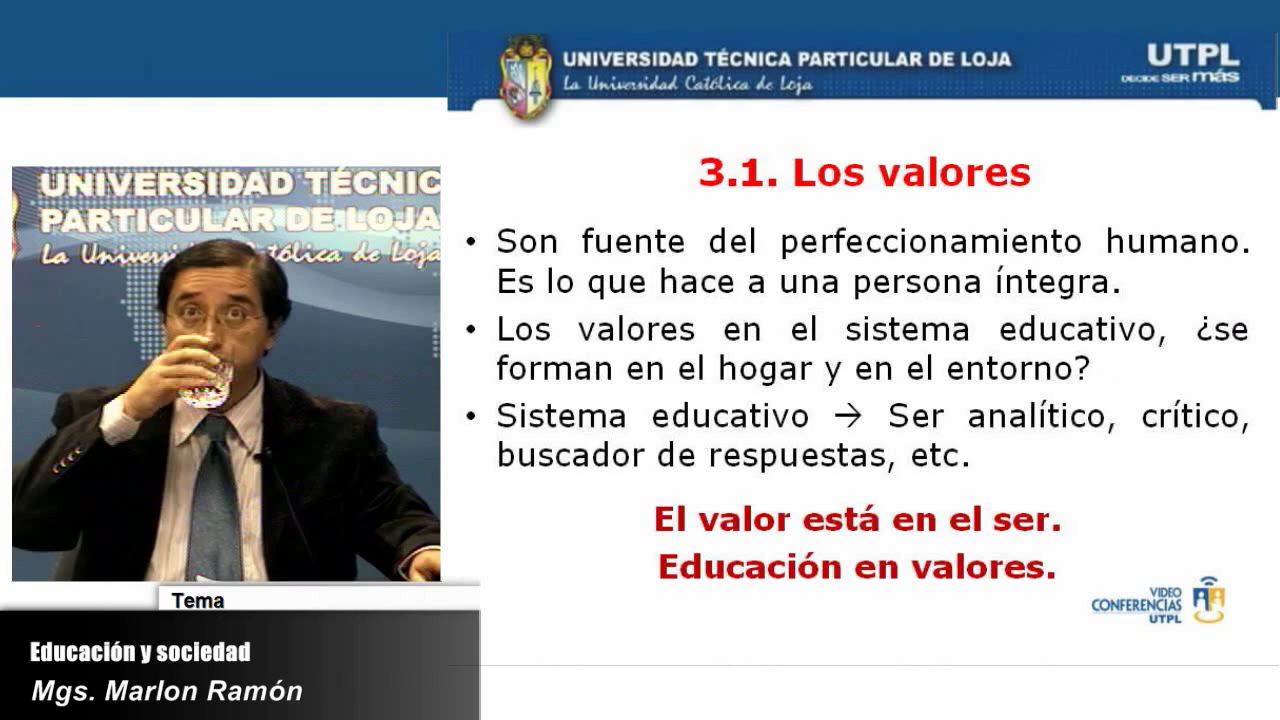 UNIVERSIDAD TÉCNICA PARTICULAR DE LOJA
La Universidad Católica de Loja
UTPL
DECIDE SER más
UNIVERSIDAD TÉCNIC
PARTICULAR DE LOJA
La Univers tólica de Loja
3.1. Los valores
• Son fuente del perfeccionamiento humano.
Es lo que hace a una persona íntegra.
• Los valores en el sistema educativo, ¿se
forman en el hogar y en el entorno?
• Sistema educativo → Ser analítico, crítico,
buscador de respuestas, etc.
El valor está en el ser.
Educación en valores.
VIDEO
CONFERENCIAS
UTPL
Tema
Educación y sociedad
Mgs. Marlon Ramón